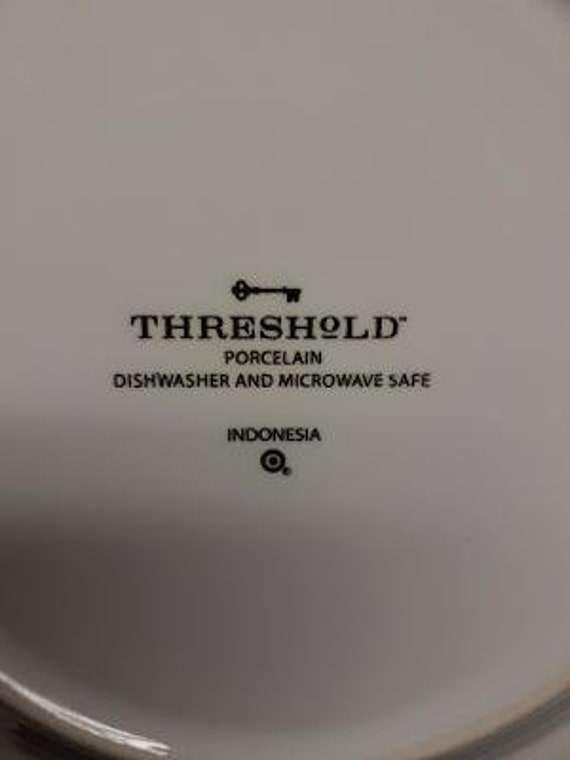 THRESHOLD™
PORCELAIN
DISHWASHER AND MICROWAVE SAFE
INDONESIA
®